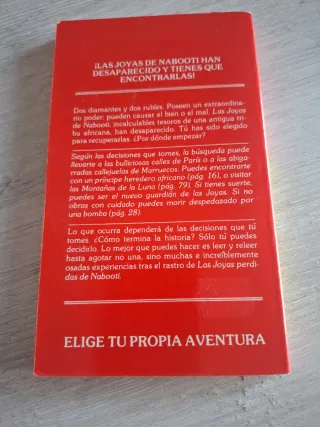 ¡LAS JOYAS DE NABOOTI HAN
DESAPARECIDO Y TIENES QUE
ENCONTRARLAS!
Dos diamantes y dos rubíes. Poseen un extraordina-
rio poder: pueden causar el bien o el mal. Las Joyas
de Nabooti, incalculables tesoros de una antigua tri-
bu africana, han desaparecido. Tú has sido elegido
para recuperarlas. ¿Por dónde empezar?
Según las decisiones que tomes, la búsqueda puede
llevarte a las bulliciosas calles de París o a las abiga-
rradas callejuelas de Marruecos. Puedes encontrarte
con un príncipe heredero africano (pág. 16), o visitar
las Montañas de la Luna (pág. 79). Si tienes suerte,
puedes ser el nuevo guardián de las Joyas. Si no
obras con cuidado puedes morir despedazado por
una bomba (pág. 28).
Lo que ocurra dependerá de las decisiones que tú
tomes. ¿Cómo termina la historia? Sólo tú puedes
decidirlo. Lo mejor que puedes hacer es leer y releer
hasta agotar no una, sino muchas e increíblemente
osadas experiencias tras el rastro de Las Joyas perdi-
das de Nabooti.
ELIGE TU PROPIA AVENTURA